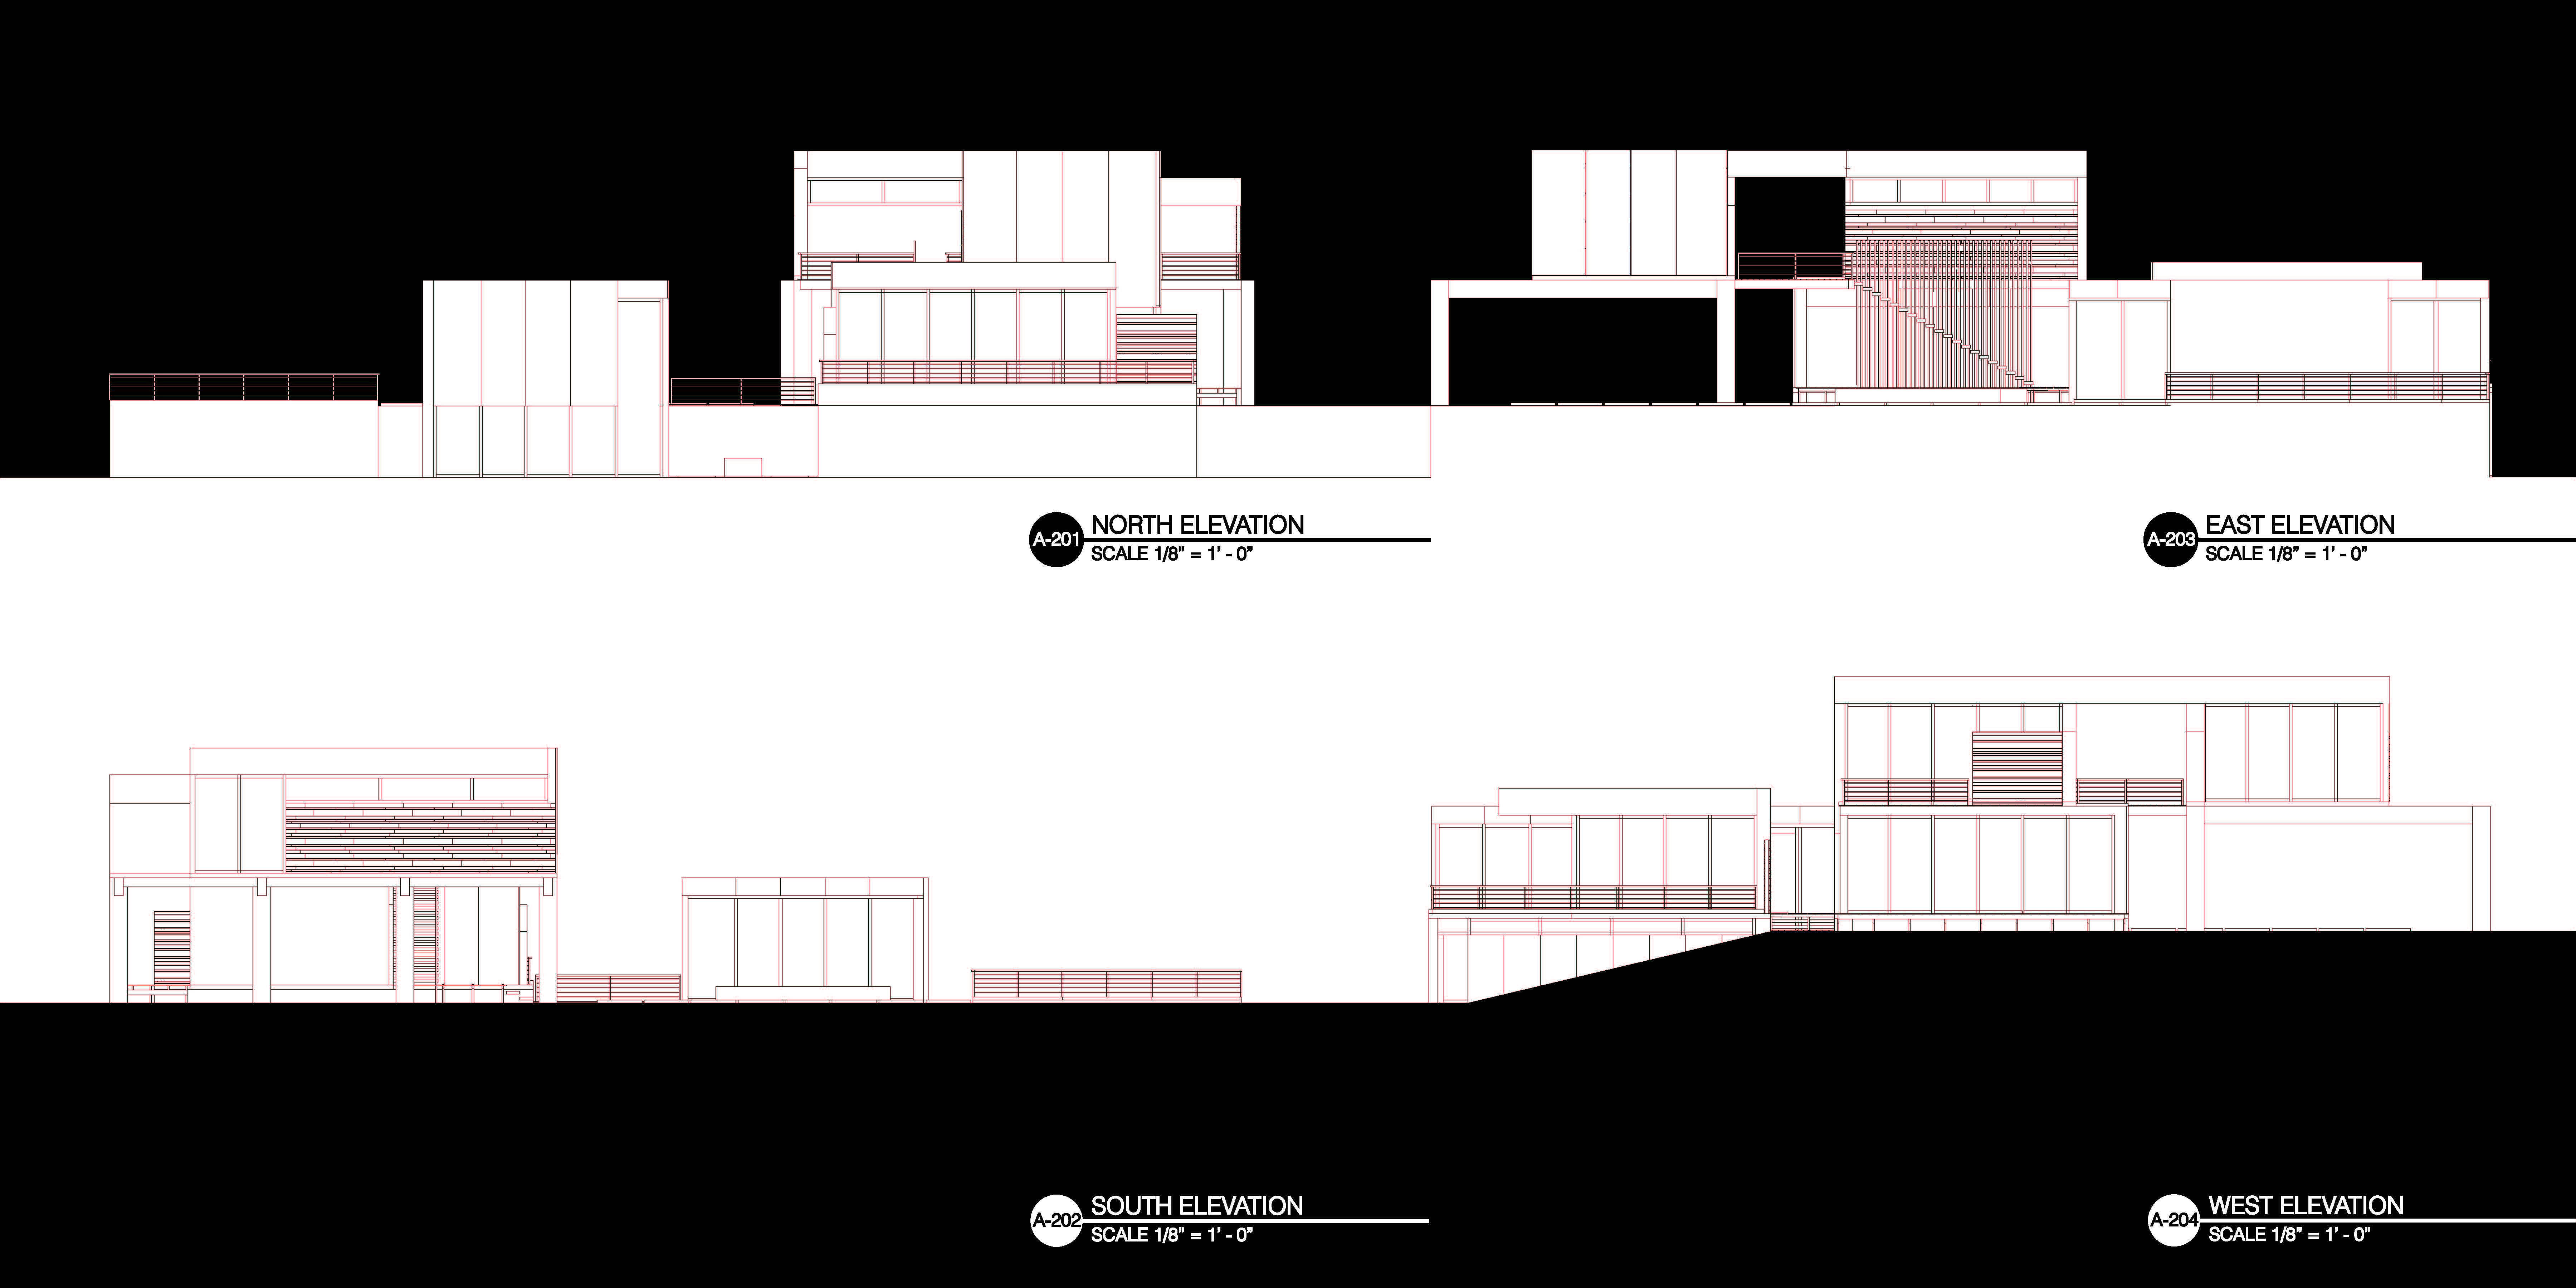 A-201
NORTH ELEVATION
SCALE 1/8” = 1’ - 0”
A-203
EAST ELEVATION
SCALE 1/8” = 1’ - 0”
A-202
SOUTH ELEVATION
SCALE 1/8” = 1’ - 0”
A-204
WEST ELEVATION
SCALE 1/8” = 1’ - 0”